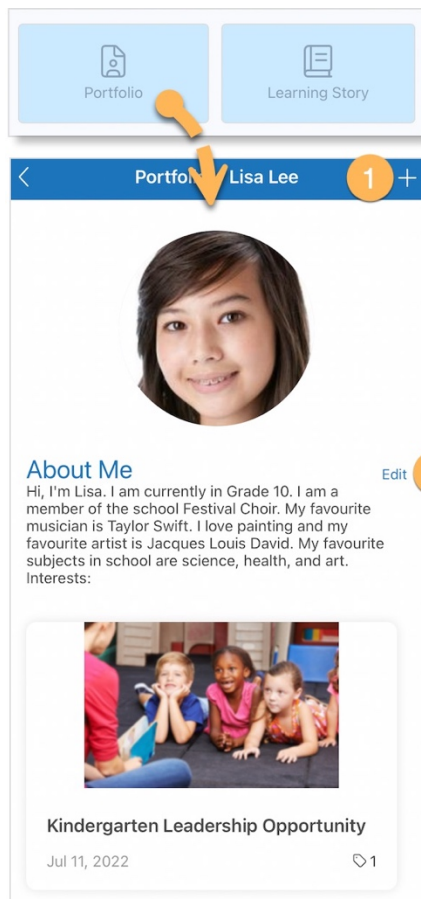 Portfolio
Learning Story
Lisa Lee
1
About Me
Edit
Hi, I'm Lisa. I am currently in Grade 10. I am a
member of the school Festival Choir. My favourite
musician is Taylor Swift. I love painting and my
favourite artist is Jacques Louis David. My favourite
subjects in school are science, health, and art.
Interests:
Kindergarten Leadership Opportunity
Jul 11, 2022
1